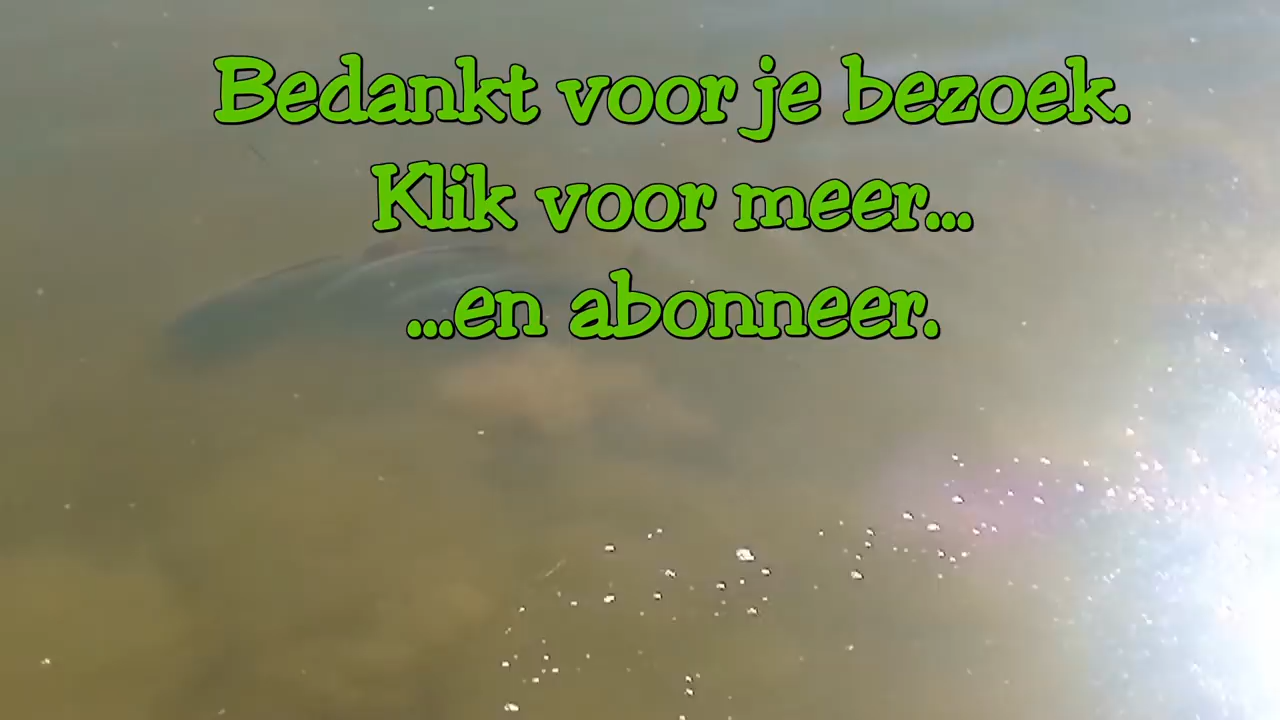 Bedankt voor je bezoek.
Klik voor meer...
...en abonneer.